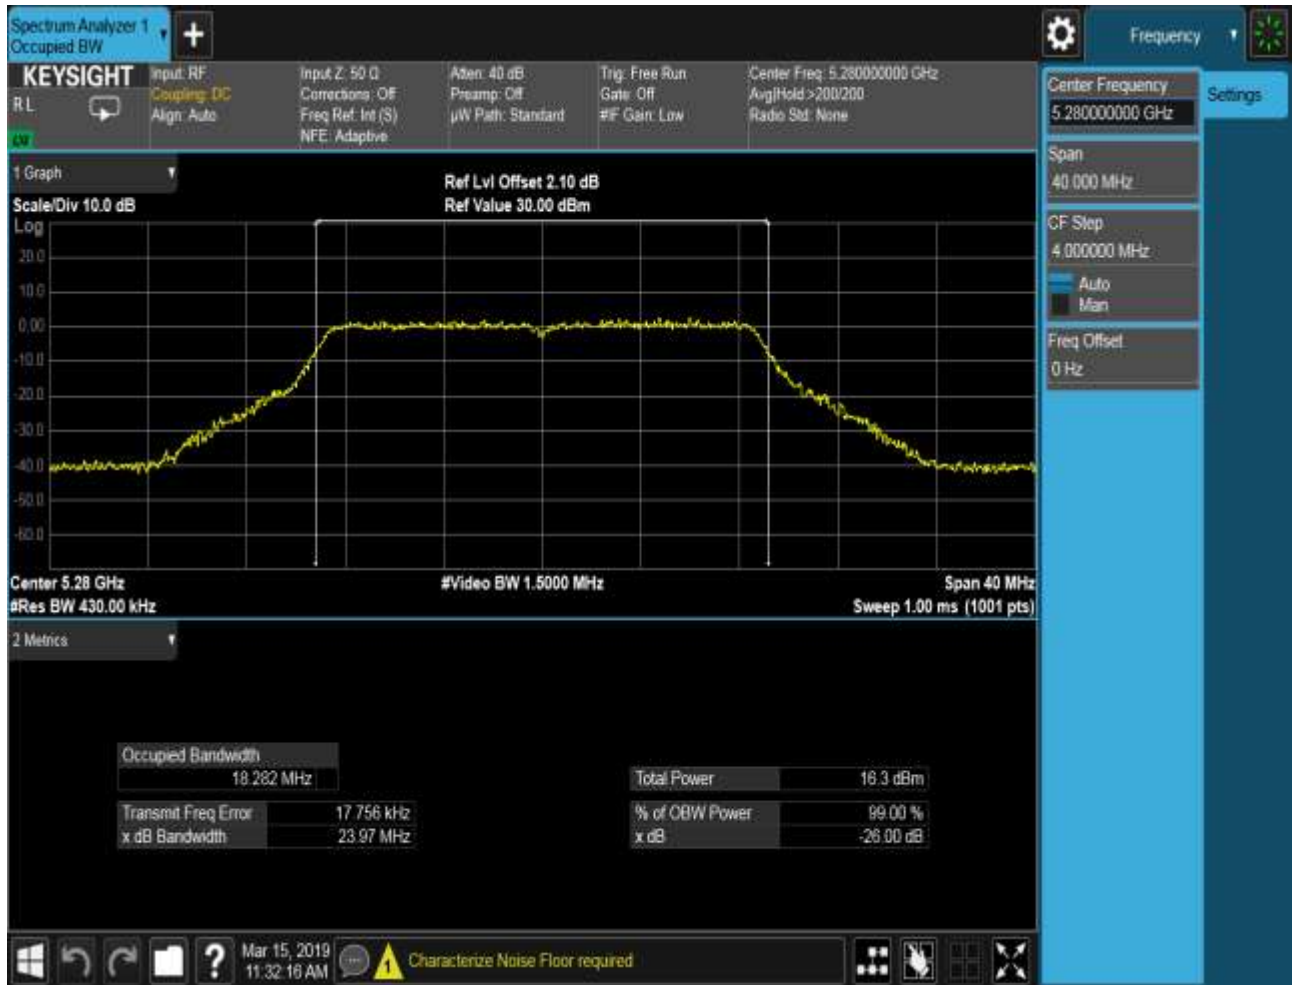 Spectrum Analyzer 1
Occupied BW
+
Frequency
KEYSIGHT
R L
Input: RF
Coupling: DC
Align: Auto
Input Z: 50 Ω
Corrections: Off
Freq Ref: Int (S)
NFE: Adaptive
Atten: 40 dB
Preamp: Off
µW Path: Standard
Trig: Free Run
Gate: Off
#IF Gain: Low
Center Freq: 5.280000000 GHz
Avg|Hold:>200/200
Radio Std: None
Center Frequency
5.280000000 GHz
Settings
Span
40.000 MHz
CF Step
4.000000 MHz
Auto
Man
Freq Offset
0 Hz
1 Graph
Scale/Div 10.0 dB
Ref Lvl Offset 2.10 dB
Ref Value 30.00 dBm
Log
20.0
10.0
0.00
-10.0
-20.0
-30.0
-40.0
-50.0
-60.0
Center 5.28 GHz
#Video BW 1.5000 MHz
Span 40 MHz
#Res BW 430.00 kHz
Sweep 1.00 ms (1001 pts)
2 Metrics
Occupied Bandwidth
18.282 MHz
Total Power 16.3 dBm
Transmit Freq Error 17.756 kHz
% of OBW Power 99.00 %
x dB Bandwidth 23.97 MHz
x dB -26.00 dB
?
Mar 15, 2019
11:32:16 AM
1
Characterize Noise Floor required